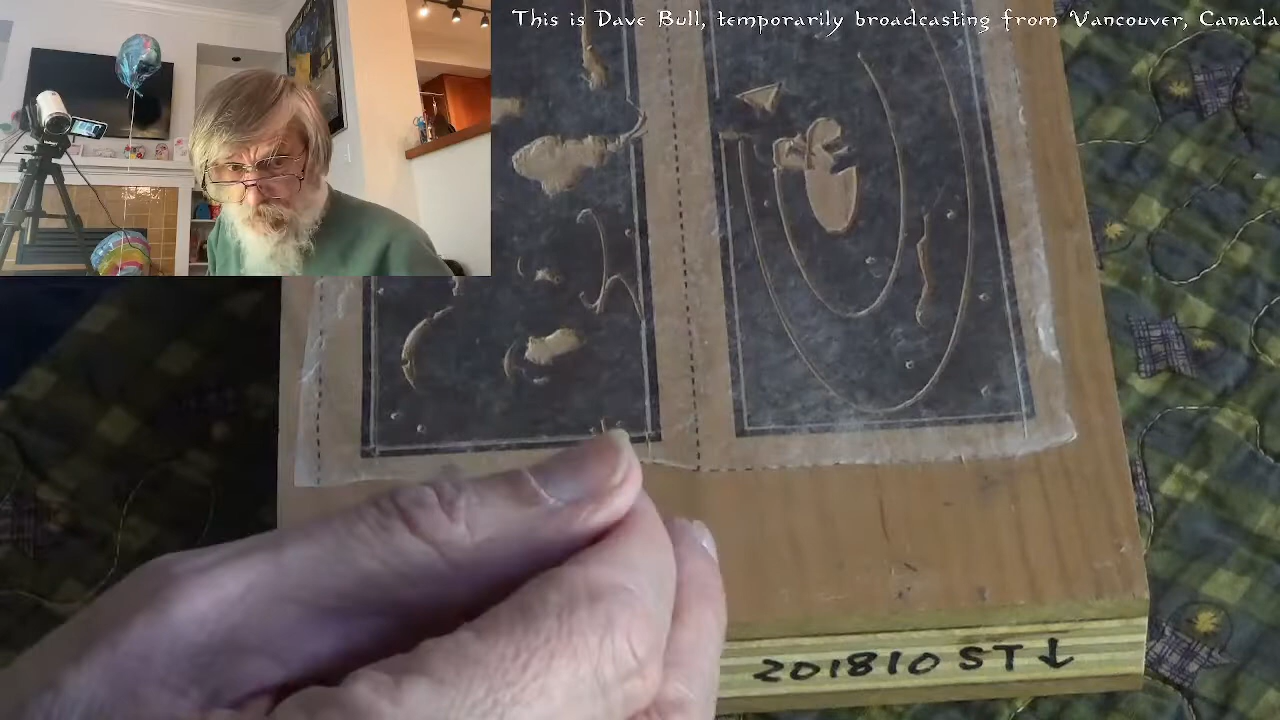 This is Dave Bull, temporarily broadcasting from Vancouver, Canada
201810 ST↓